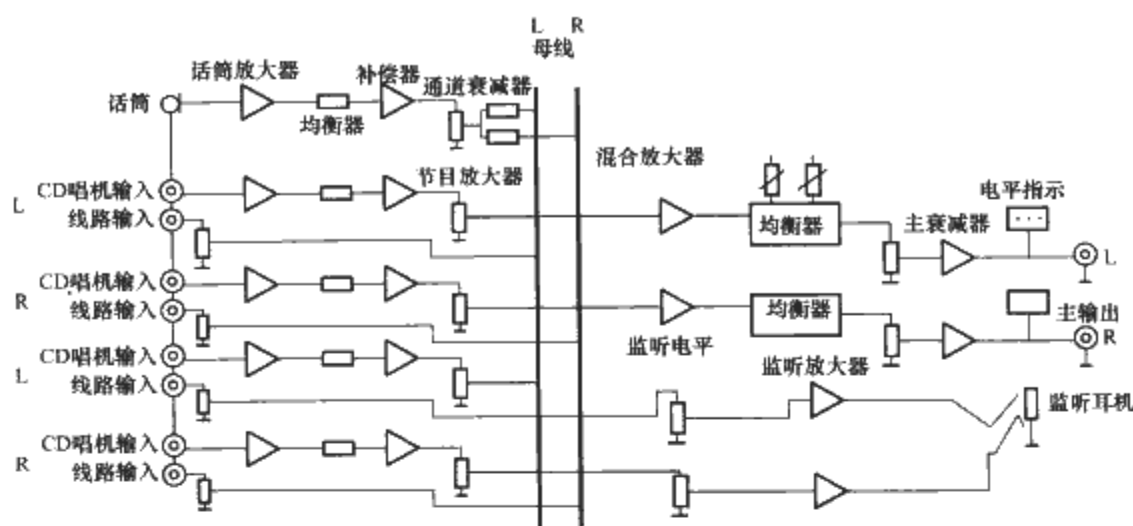 L R
母线
话筒放大器
补偿器
通道衰减器
话筒
均衡器
混合放大器
节目放大器
电平指示
L
CD唱机输入
线路输入
均衡器
主衰减器
L
R
CD唱机输入
线路输入
均衡器
主输出
R
监听电平
L
CD唱机输入
线路输入
监听放大器
监听耳机
R
CD唱机输入
线路输入